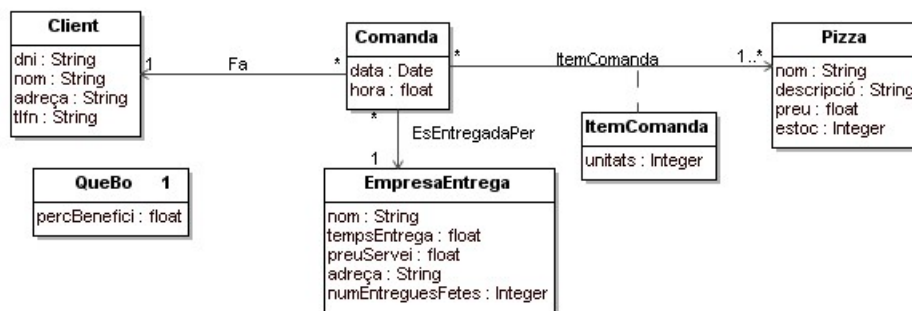 Client
dni : String
nom : String
adreça : String
tlfn : String
1
Fa
*
Comanda
data : Date
hora : float
*
ItemComanda
1..*
Pizza
nom : String
descripció : String
preu : float
estoc : Integer
ItemComanda
unitats : Integer
*
EsEntregadaPer
1
QueBo 1
percBenefici : float
EmpresaEntrega
nom : String
tempsEntrega : float
preuServei : float
adreça : String
numEntreguesFetes : Integer